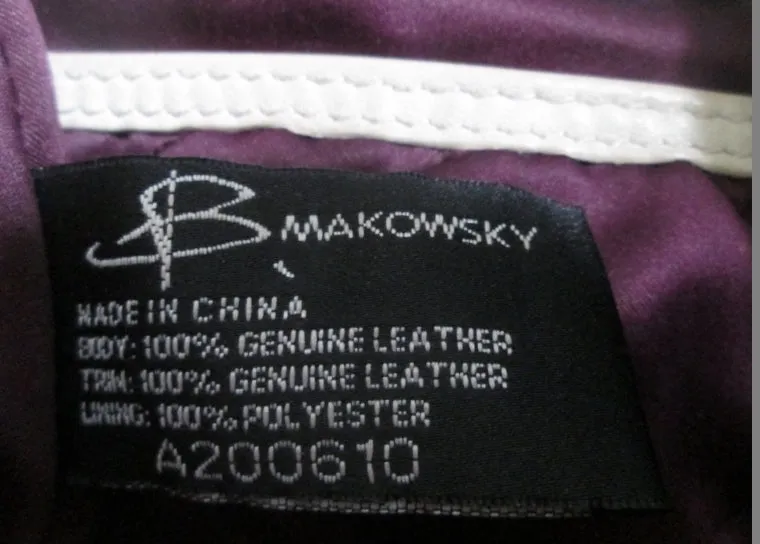 B MAKOWSKY
MADE IN CHINA
BODY: 100% GENUINE LEATHER
TRIM: 100% GENUINE LEATHER
LINING: 100% POLYESTER
A200610